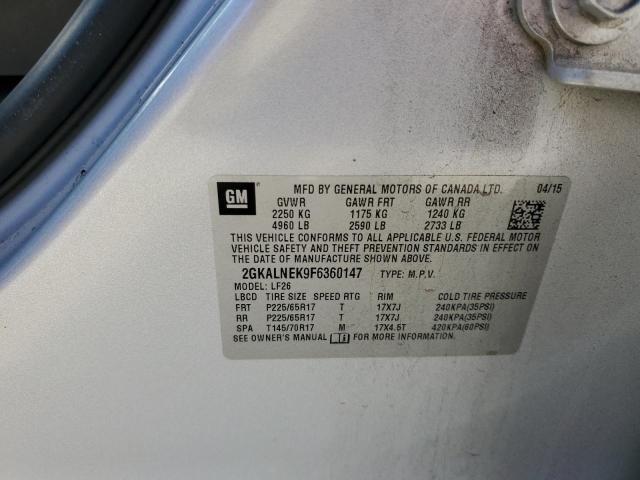 GM
MFD BY GENERAL MOTORS OF CANADA LTD. 04/15
GVWR GAWR FRT GAWR RR
2250 KG 1175 KG 1240 KG
4960 LB 2590 LB 2733 LB
THIS VEHICLE CONFORMS TO ALL APPLICABLE U.S. FEDERAL MOTOR
VEHICLE SAFETY AND THEFT PREVENTION STANDARDS IN EFFECT ON
THE DATE OF MANUFACTURE SHOWN ABOVE.
2GKALNEK9F6360147 TYPE: M.P.V.
MODEL: LF26
LBCD TIRE SIZE SPEED RTG RIM COLD TIRE PRESSURE
FRT P225/65R17 T 17X7J 240KPA(35PSI)
RR P225/65R17 T 17X7J 240KPA(35PSI)
SPA T145/70R17 M 17X4.5T 420KPA(60PSI)
SEE OWNER'S MANUAL i FOR MORE INFORMATION.